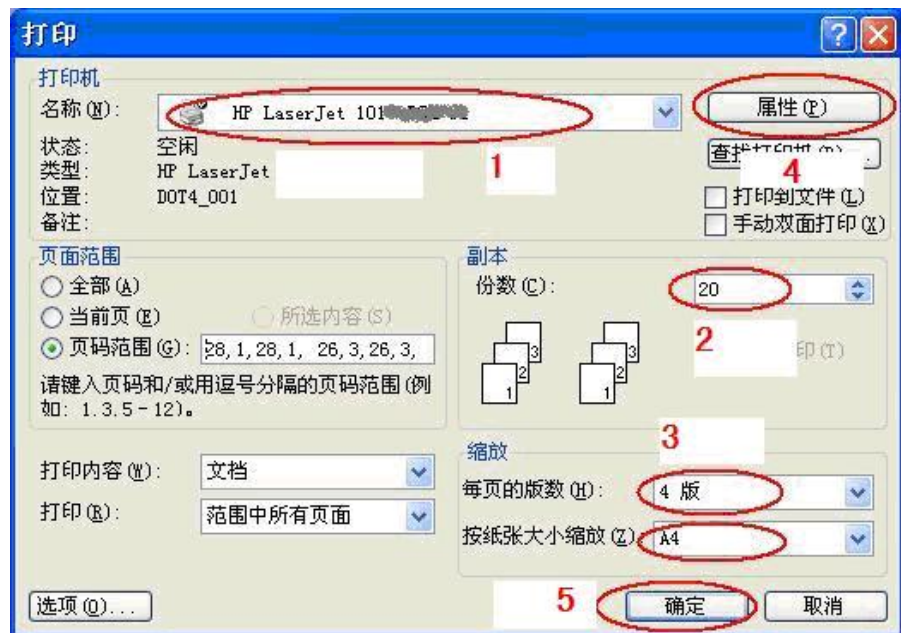 打印
打印机
名称(N):
HP LaserJet 101
属性(P)
1
状态:
空闲
类型:
HP LaserJet
4
位置:
DOT4_001
打印到文件(L)
备注:
手动双面打印(X)
页面范围
副本
全部(A)
份数(C):
20
当前页(E)
所选内容(S)
页码范围(G):
28,1,28,1, 26,3,26,3,
2
印(T)
请键入页码和/或用逗号分隔的页码范围(例
如: 1.3.5-12)。
3
2
1
3
2
1
3
缩放
打印内容(W):
文档
每页的版数(H):
4 版
打印(R):
范围中所有页面
按纸张大小缩放(Z)
A4
选项(O)...
5
确定
取消